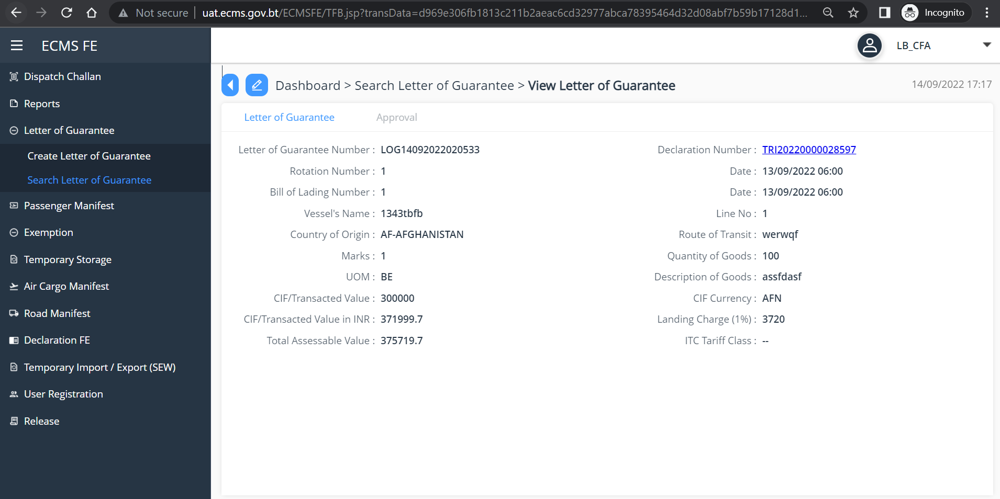 Not secure | uat.ecms.gov.bt/ECMSFE/TFB.jsp?transData=d969e306fb1813c211b2aeac6cd32977abca78395464d32d08abf7b59b17128d1... Incognito
ECMS FE
LB_CFA
Dispatch Challan
Reports
Letter of Guarantee
Create Letter of Guarantee
Search Letter of Guarantee
Passenger Manifest
Exemption
Temporary Storage
Air Cargo Manifest
Road Manifest
Declaration FE
Temporary Import / Export (SEW)
User Registration
Release
Dashboard > Search Letter of Guarantee > View Letter of Guarantee
14/09/2022 17:17
Letter of Guarantee Approval
Letter of Guarantee Number : LOG14092022020533 Declaration Number : TRI20220000028597
Rotation Number : 1 Date : 13/09/2022 06:00
Bill of Lading Number : 1 Date : 13/09/2022 06:00
Vessel's Name : 1343tbfb Line No : 1
Country of Origin : AF-AFGHANISTAN Route of Transit : werwqf
Marks : 1 Quantity of Goods : 100
UOM : BE Description of Goods : assfdasf
CIF/Transacted Value : 300000 CIF Currency : AFN
CIF/Transacted Value in INR : 371999.7 Landing Charge (1%) : 3720
Total Assessable Value : 375719.7 ITC Tariff Class : --